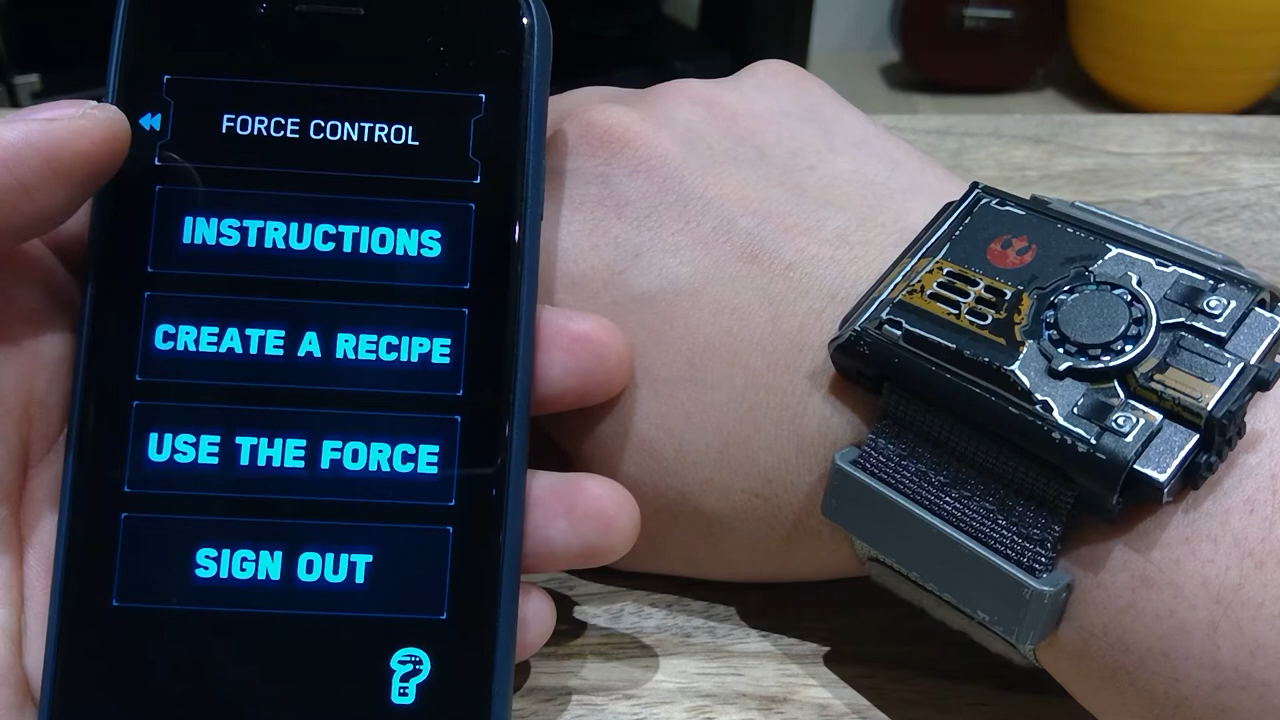 FORCE CONTROL
INSTRUCTIONS
CREATE A RECIPE
USE THE FORCE
SIGN OUT
?